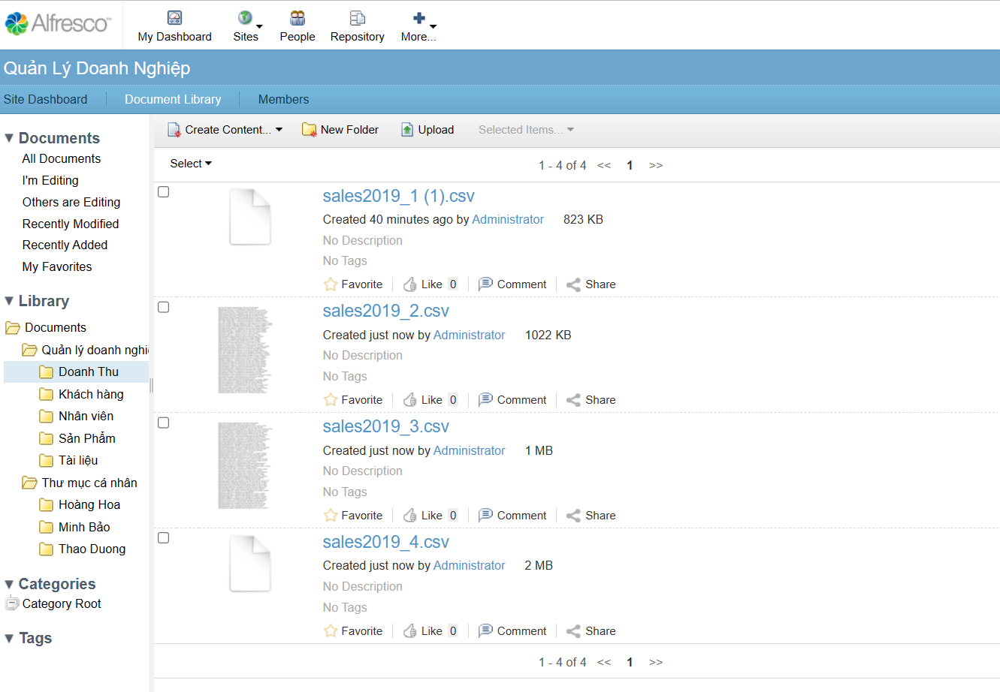 Alfresco™
My Dashboard Sites People Repository More...
Quản Lý Doanh Nghiệp
Site Dashboard Document Library Members
Documents
All Documents
I'm Editing
Others are Editing
Recently Modified
Recently Added
My Favorites
Library
Documents
Quản lý doanh nghi
Doanh Thu
Khách hàng
Nhân viên
Sản Phẩm
Tài liệu
Thư mục cá nhân
Hoàng Hoa
Minh Bảo
Thao Duong
Categories
Category Root
Tags
Create Content... New Folder Upload Selected Items...
Select 1 - 4 of 4 << 1 >>
sales2019_1 (1).csv
Created 40 minutes ago by Administrator 823 KB
No Description
No Tags
Favorite Like 0 Comment Share
sales2019_2.csv
Created just now by Administrator 1022 KB
No Description
No Tags
Favorite Like 0 Comment Share
sales2019_3.csv
Created just now by Administrator 1 MB
No Description
No Tags
Favorite Like 0 Comment Share
sales2019_4.csv
Created just now by Administrator 2 MB
No Description
No Tags
Favorite Like 0 Comment Share
1 - 4 of 4 << 1 >>